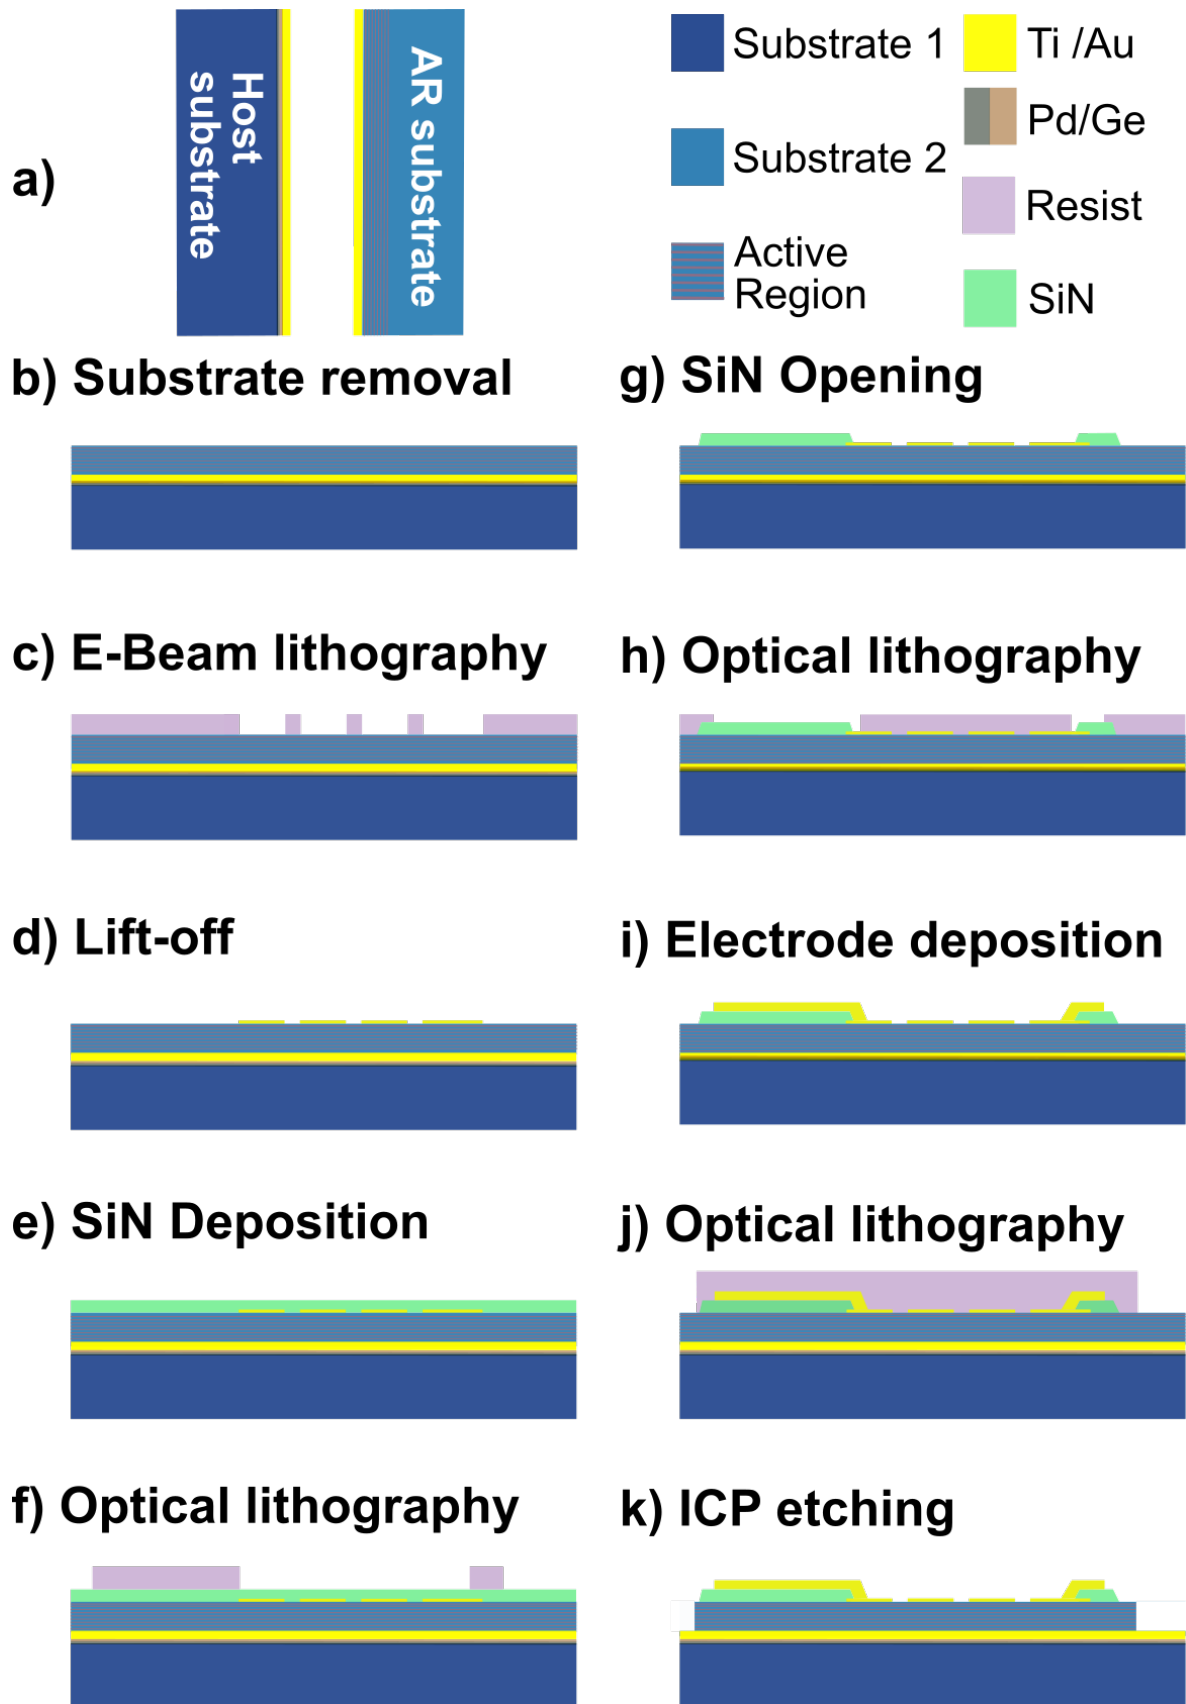 a)
Host
substrate
AR substrate
Substrate 1
Substrate 2
Active
Region
Ti /Au
Pd/Ge
Resist
SiN
b) Substrate removal
c) E-Beam lithography
d) Lift-off
e) SiN Deposition
f) Optical lithography
g) SiN Opening
h) Optical lithography
i) Electrode deposition
j) Optical lithography
k) ICP etching